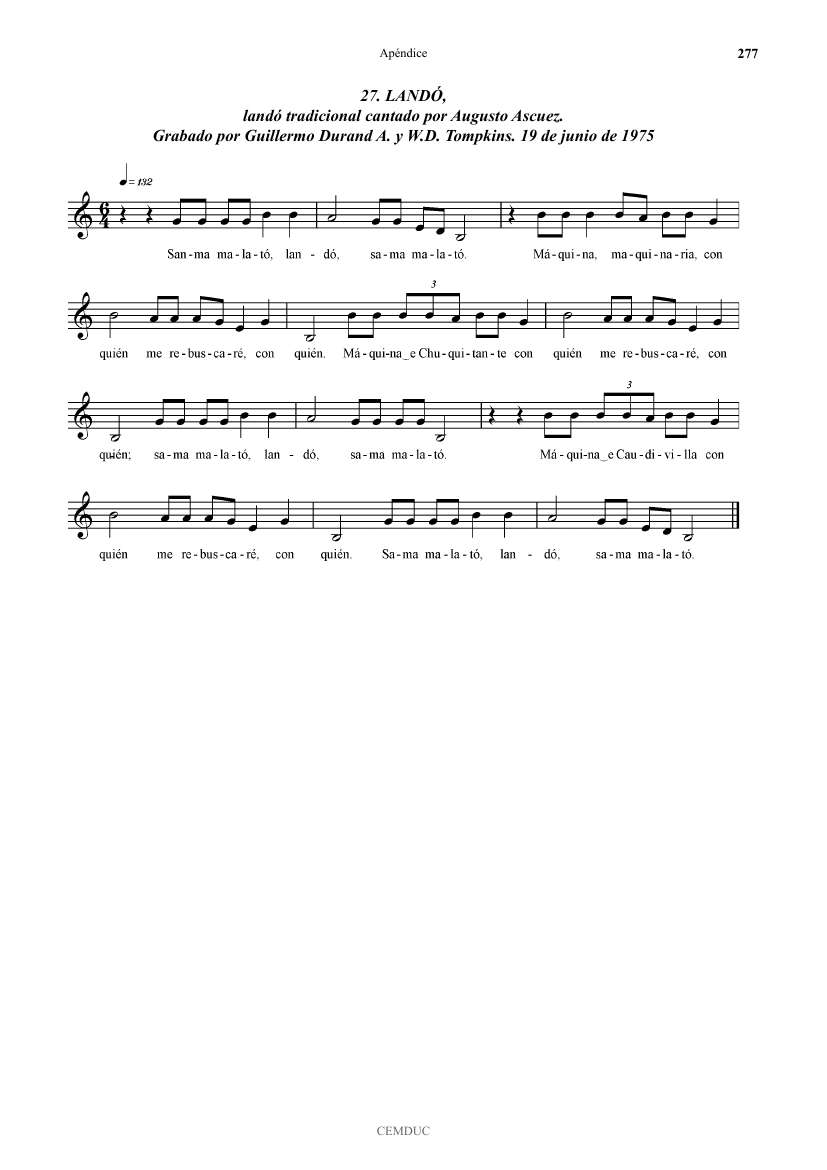 Apéndice 277
27. LANDÓ,
landó tradicional cantado por Augusto Ascuez.
Grabado por Guillermo Durand A. y W.D. Tompkins. 19 de junio de 1975
= 132
6
4
San - ma ma - la - tó, lan - dó, sa - ma ma - la - tó. Má - qui - na, ma - qui - na - ria, con
3
quién me re - bus - ca - ré, con quién. Má - qui - na_e Chu - qui - tan - te con quién me re - bus - ca - ré, con
3
quién; sa - ma ma - la - tó, lan - dó, sa - ma ma - la - tó. Má - qui - na_e Cau - di - vi - lla con
quién me re - bus - ca - ré, con quién. Sa - ma ma - la - tó, lan - dó, sa - ma ma - la - tó.
CEMDUC